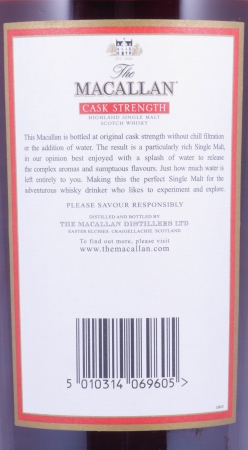 The
MACALLAN
CASK STRENGTH
HIGHLAND SINGLE MALT
SCOTCH WHISKY
This Macallan is bottled at original cask strength without chill filtration
or the addition of water. The result is a particularly rich Single Malt,
in our opinion best enjoyed with a splash of water to release
the complex aromas and sumptuous flavours. Just how much water is
left entirely to you. Making this the perfect Single Malt for the
adventurous whisky drinker who likes to experiment and explore.
PLEASE SAVOUR RESPONSIBLY
DISTILLED AND BOTTLED BY
THE MACALLAN DISTILLERS LTD
EASTER ELCHIES, CRAIGELLACHIE, SCOTLAND
To find out more, please visit
www.themacallan.com
5 010314 069605 >